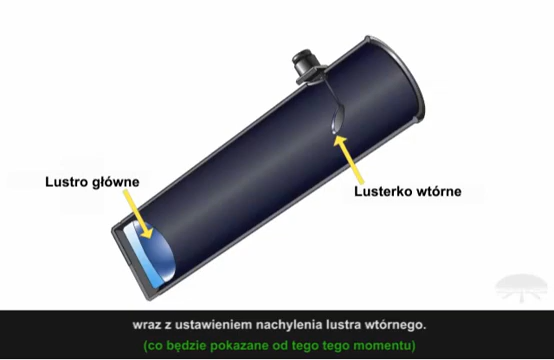 Lustro główne
Lusterko wtórne
wraz z ustawieniem nachylenia lustra wtórnego.
(co będzie pokazane od tego tego momentu)